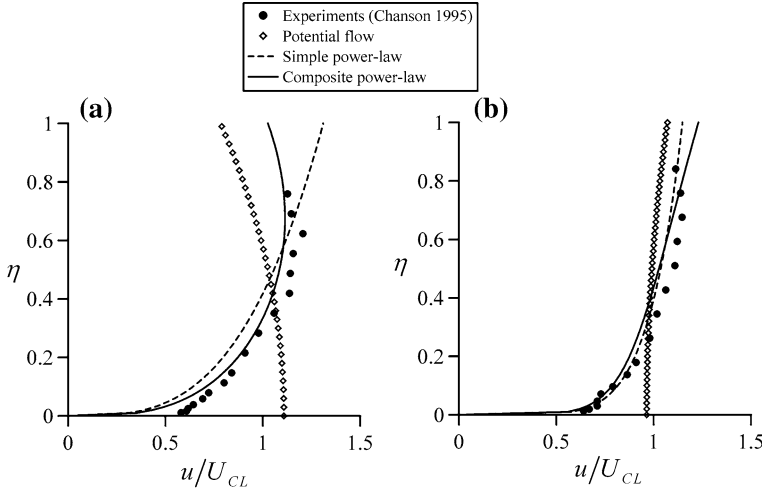 Experiments (Chanson 1995)
Potential flow
Simple power-law
Composite power-law
(a)
(b)
1
0.8
0.6
0.4
0.2
0
η
0
0.5
1
1.5
u/U_CL
1
0.8
0.6
0.4
0.2
0
η
0
0.5
1
1.5
u/U_CL